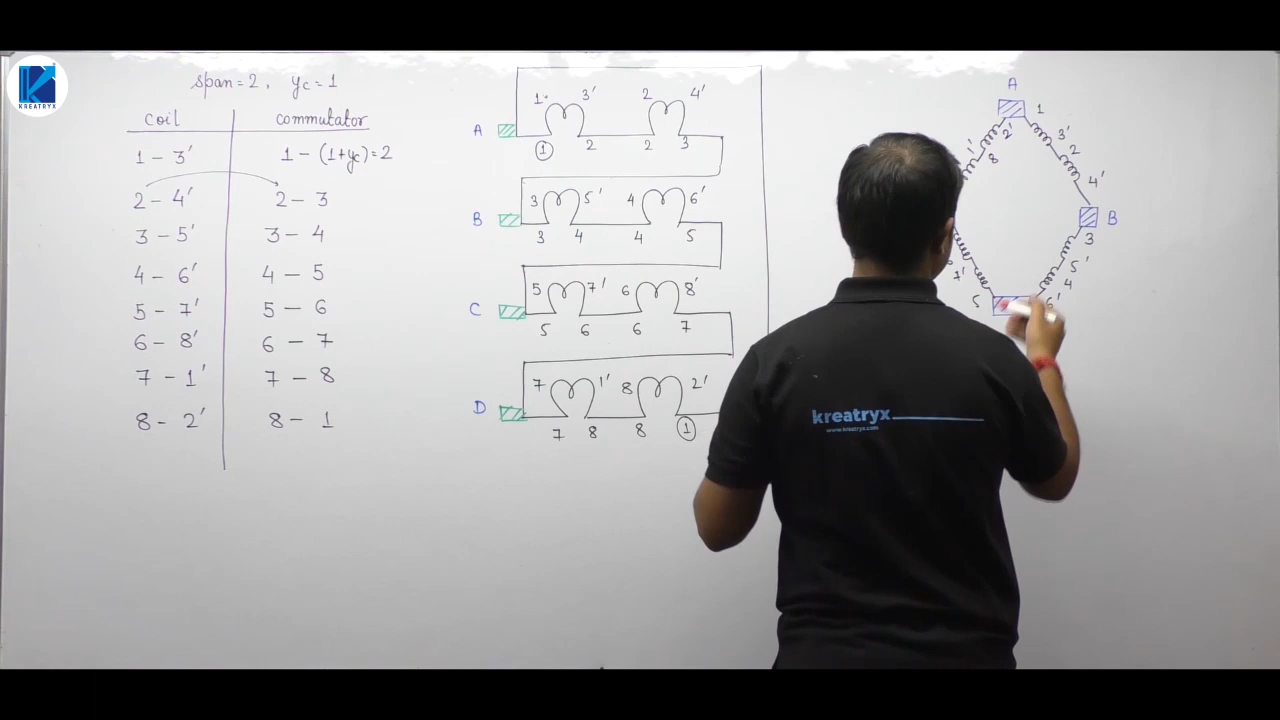 KREATRYX
span = 2, yc = 1
coil commutator
1 – 3' 1 – (1+yc) = 2
2 – 4' 2 – 3
3 – 5' 3 – 4
4 – 6' 4 – 5
5 – 7' 5 – 6
6 – 8' 6 – 7
7 – 1' 7 – 8
8 – 2' 8 – 1
1 3' 2 4'
A
1 2 2 3
3 5' 4 6'
B
3 4 4 5
5 7' 6 8'
C
5 6 6 7
7 1' 8 2'
D
7 8 8 1
A
2' 1
1' 8 3' 2
4'
B
3
5'
7' 4
5 6'
kreatryx
www.kreatryx.com